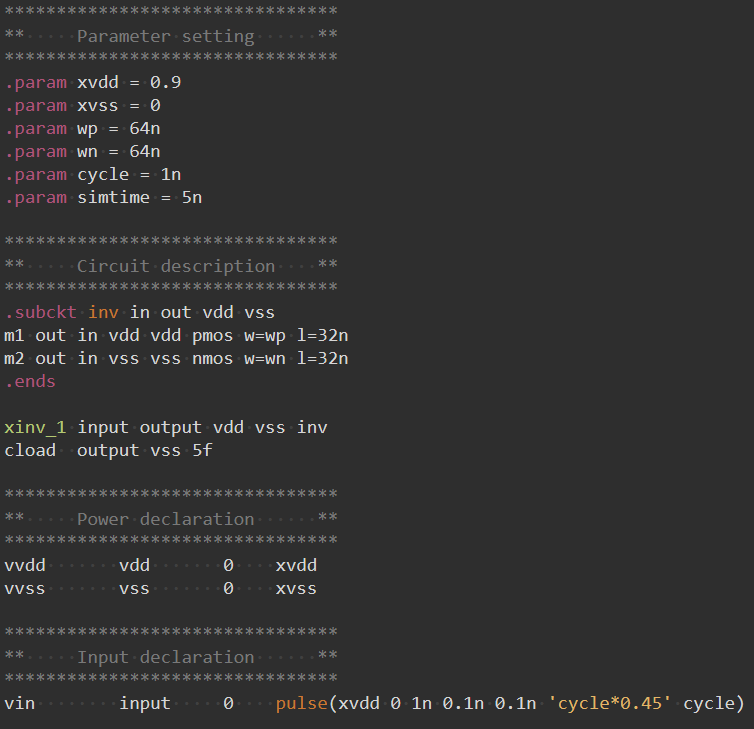 ********************************
**     Parameter setting      **
********************************
.param xvdd = 0.9
.param xvss = 0
.param wp = 64n
.param wn = 64n
.param cycle = 1n
.param simtime = 5n
********************************
**     Circuit description    **
********************************
.subckt inv in out vdd vss
m1 out in vdd vdd pmos w=wp l=32n
m2 out in vss vss nmos w=wn l=32n
.ends
xinv_1 input output vdd vss inv
cload  output vss 5f
********************************
**     Power declaration      **
********************************
vvdd       vdd       0    xvdd
vvss       vss       0    xvss
********************************
**     Input declaration      **
********************************
vin        input     0    pulse(xvdd 0 1n 0.1n 0.1n 'cycle*0.45' cycle)